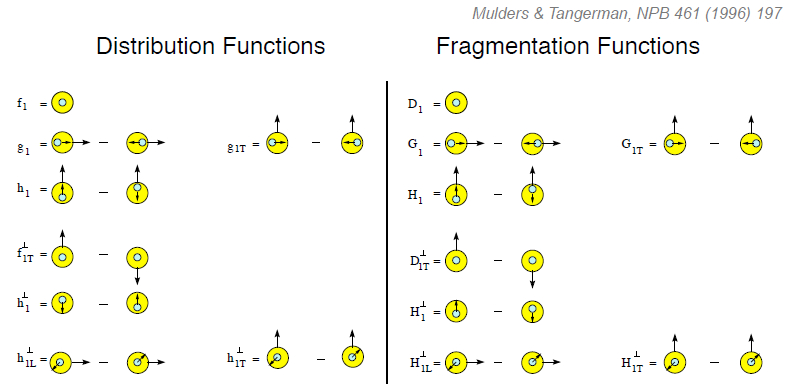 Mulders & Tangerman, NPB 461 (1996) 197
Distribution Functions
f1 =
g1 = −
g1T = −
h1 = −
f⊥1T = −
h⊥1 = −
h⊥1L = −
h⊥1T = −
Fragmentation Functions
D1 =
G1 = −
G1T = −
H1 = −
D⊥1T = −
H⊥1 = −
H⊥1L = −
H⊥1T = −